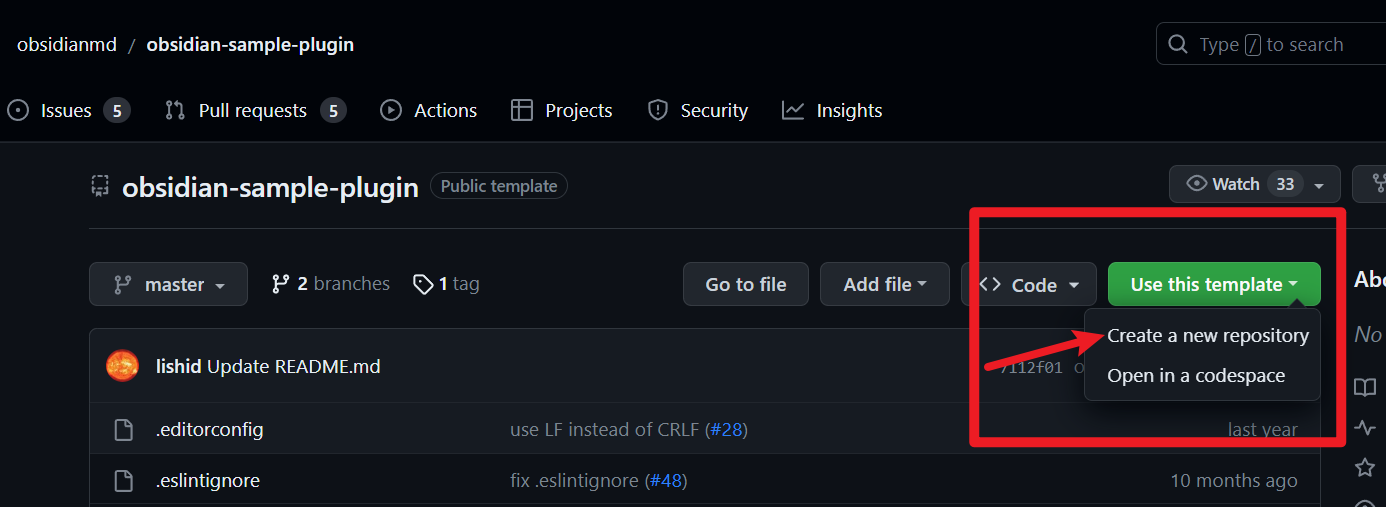 obsidianmd / obsidian-sample-plugin
Type / to search
Issues 5 Pull requests 5 Actions Projects Security Insights
obsidian-sample-plugin Public template
Watch 33
master 2 branches 1 tag Go to file Add file Code Use this template
Create a new repository
Open in a codespace
No
lishid Update README.md
7112f01
.editorconfig use LF instead of CRLF (#28) last year
.eslintignore fix .eslintignore (#48) 10 months ago